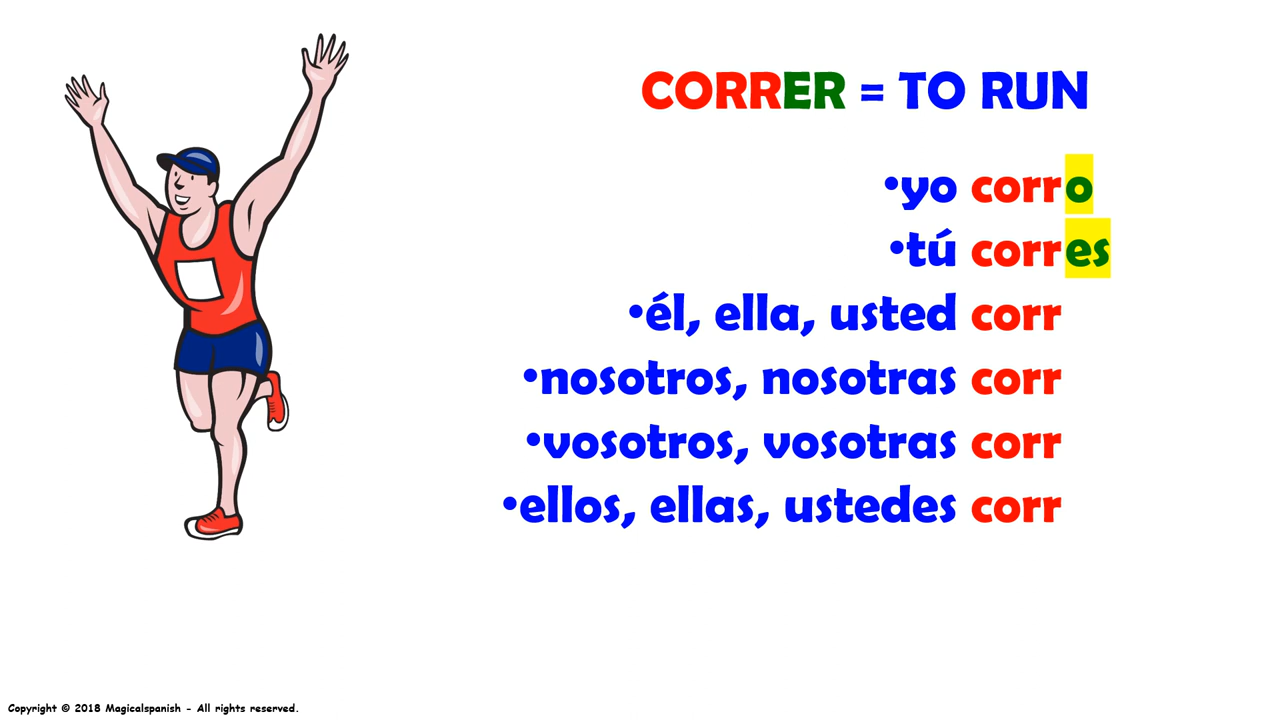 CORRER = TO RUN
•yo corro
•tú corres
•él, ella, usted corr
•nosotros, nosotras corr
•vosotros, vosotras corr
•ellos, ellas, ustedes corr
Copyright © 2018 Magicalspanish - All rights reserved.